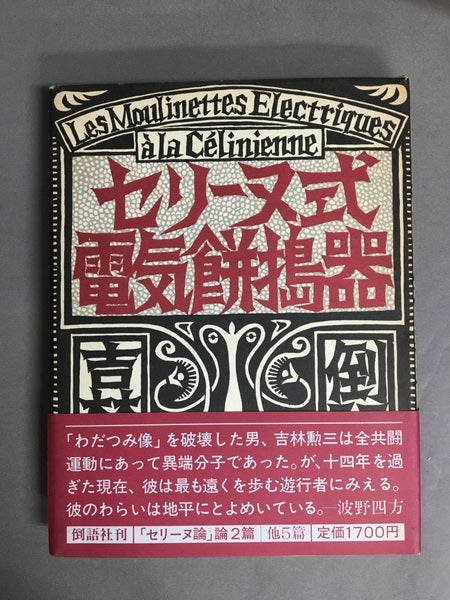 Les Moulinettes Electriques
à la Célinienne
セリーヌ式
電気餅搗器
吉
倒
「わだつみ像」を破壊した男、吉林勲三は全共闘
運動にあって異端分子であった。が、十四年を過
ぎた現在、彼は最も遠くを歩む遊行者にみえる。
彼のわらいは地平にとよめいている。—波野四方
倒語社刊 「セリーヌ論」論2篇 他5篇 定価1700円